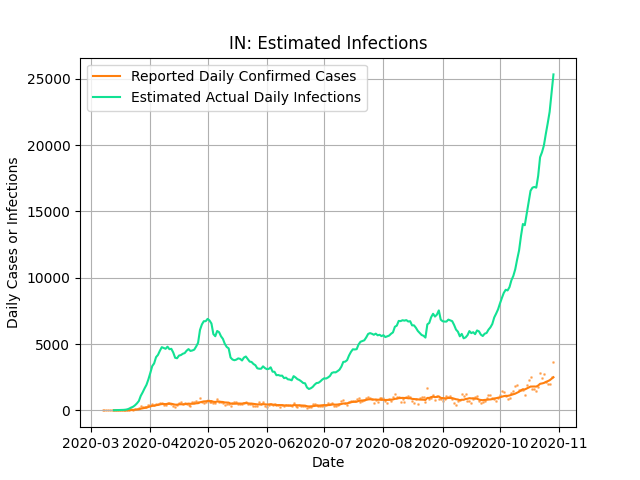 IN: Estimated Infections
Reported Daily Confirmed Cases
Estimated Actual Daily Infections
Daily Cases or Infections
25000
20000
15000
10000
5000
0
2020-03 2020-04 2020-05 2020-06 2020-07 2020-08 2020-09 2020-10 2020-11
Date